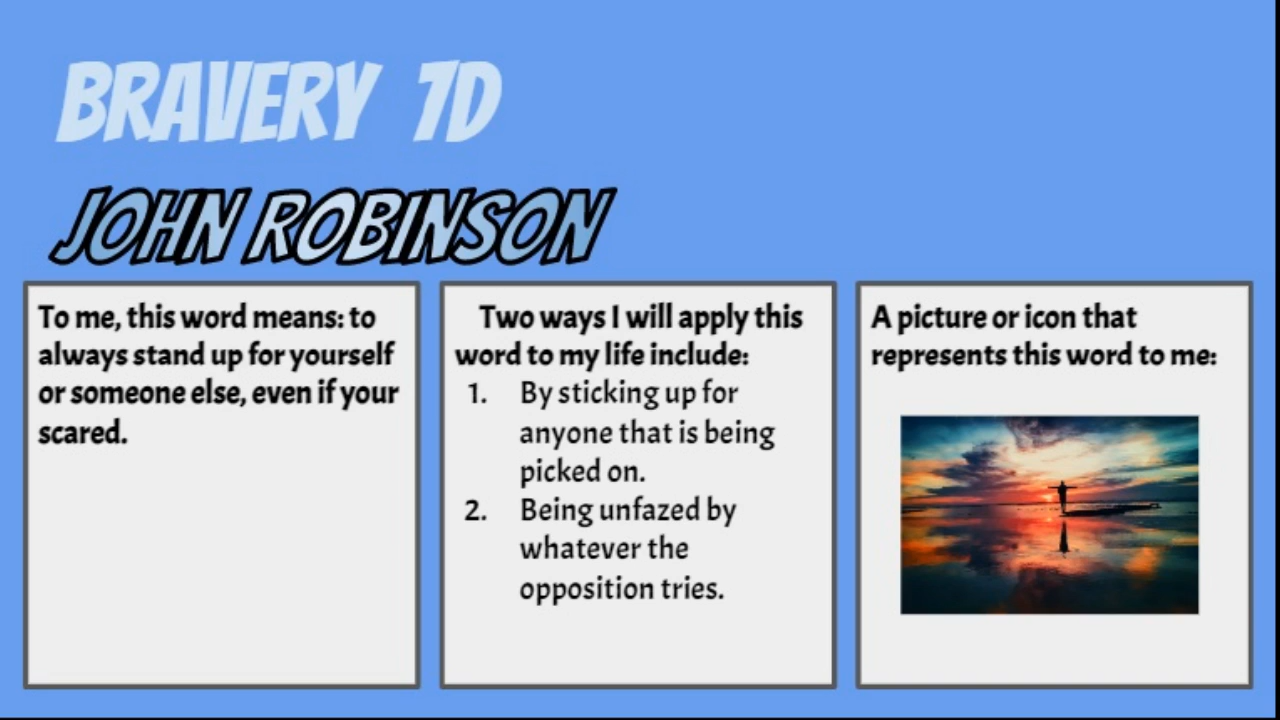 BRAVERY 7D
JOHN ROBINSON
To me, this word means: to
always stand up for yourself
or someone else, even if your
scared.
Two ways I will apply this
word to my life include:
1. By sticking up for
anyone that is being
picked on.
2. Being unfazed by
whatever the
opposition tries.
A picture or icon that
represents this word to me: